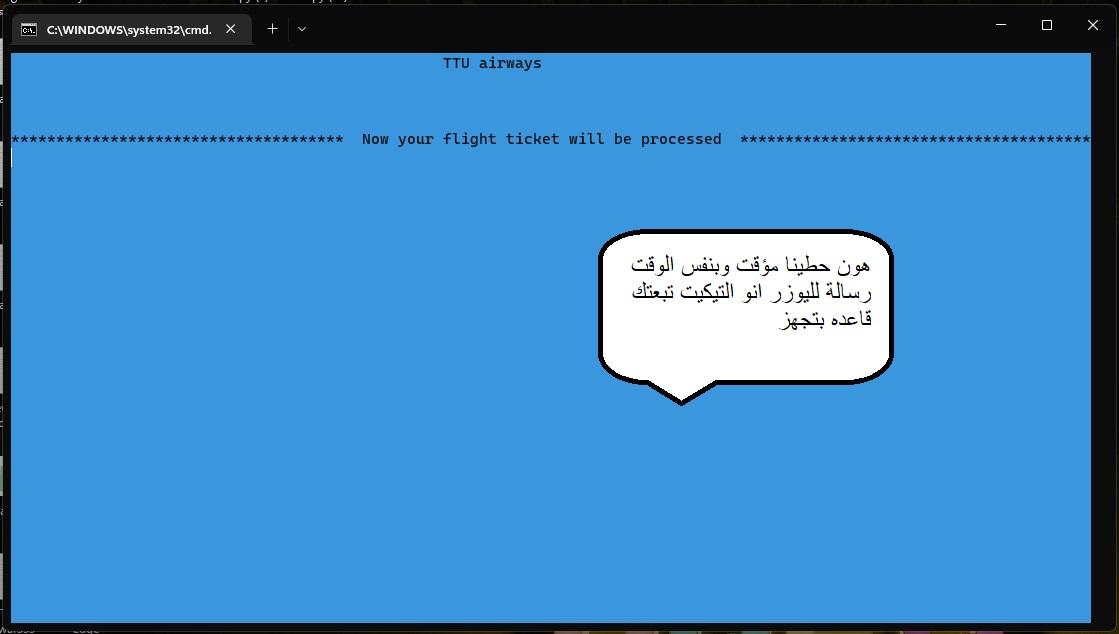 C:\WINDOWS\system32\cmd.
TTU airways
************************************* Now your flight ticket will be processed ***************************************
هون حطينا مؤقت وبنفس الوقت
رسالة لليوزر انو التيكيت تبعتك
قاعده بتجهز